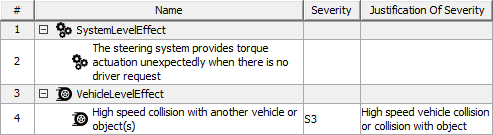 # Name Severity Justification Of Severity
1 SystemLevelEffect
The steering system provides torque
2 actuation unexpectedly when there is no
driver request
3 VehicleLevelEffect
4 High speed collision with another vehicle or
object(s) S3 High speed vehicle collision
or collision with object